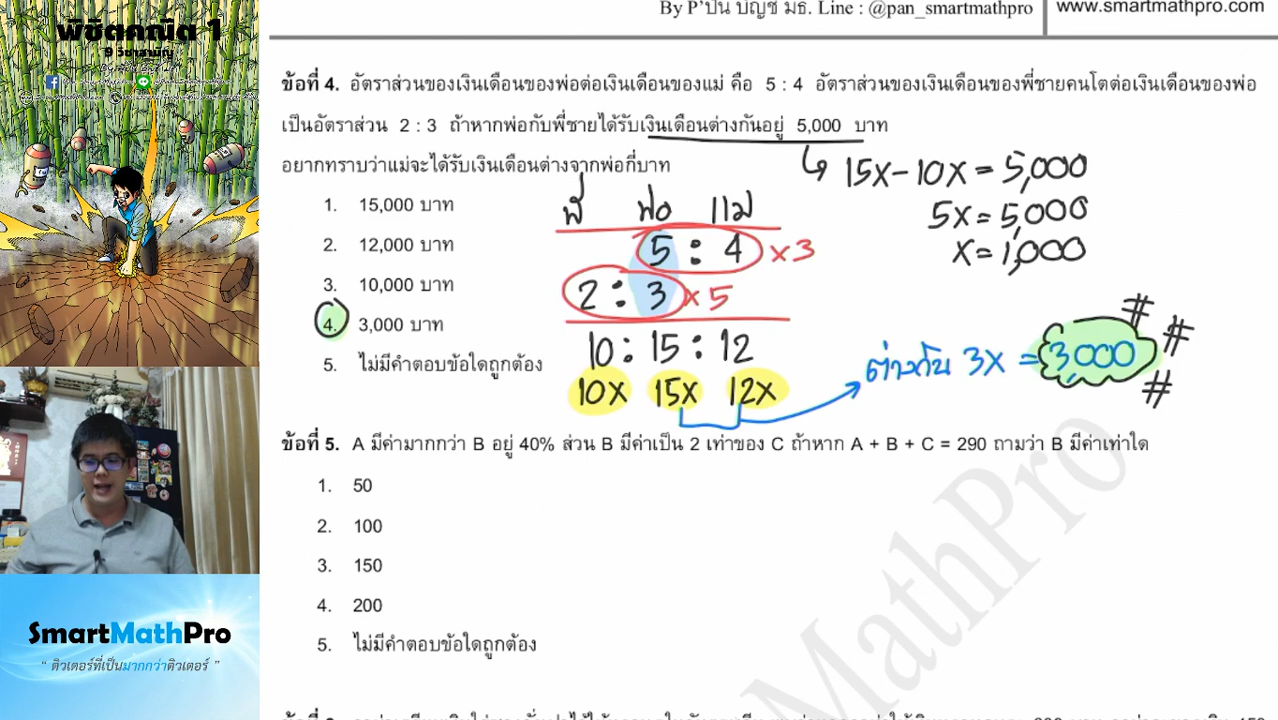 พิชิตคณิต 1
9 วิชาสามัญ
By P'ปั้น บัญชี มธ. Line : @pan_smartmathpro
www.smartmathpro.com
ข้อที่ 4. อัตราส่วนของเงินเดือนของพ่อต่อเงินเดือนของแม่ คือ 5 : 4 อัตราส่วนของเงินเดือนของพี่ชายคนโตต่อเงินเดือนของพ่อ
เป็นอัตราส่วน 2 : 3 ถ้าหากพ่อกับพี่ชายได้รับเงินเดือนต่างกันอยู่ 5,000 บาท
อยากทราบว่าแม่จะได้รับเงินเดือนต่างจากพ่อกี่บาท
1. 15,000 บาท
2. 12,000 บาท
3. 10,000 บาท
4. 3,000 บาท
5. ไม่มีคำตอบข้อใดถูกต้อง
พี่ พ่อ แม่
5 : 4 ×3
2 : 3 ×5
10 : 15 : 12
10x 15x 12x
15x - 10x = 5,000
5x = 5,000
x = 1,000
ต่างกัน 3x = 3,000
ข้อที่ 5. A มีค่ามากกว่า B อยู่ 40% ส่วน B มีค่าเป็น 2 เท่าของ C ถ้าหาก A + B + C = 290 ถามว่า B มีค่าเท่าใด
1. 50
2. 100
3. 150
4. 200
5. ไม่มีคำตอบข้อใดถูกต้อง
MathPro
SmartMathPro
“ ติวเตอร์ที่เป็นมากกว่าติวเตอร์ ”